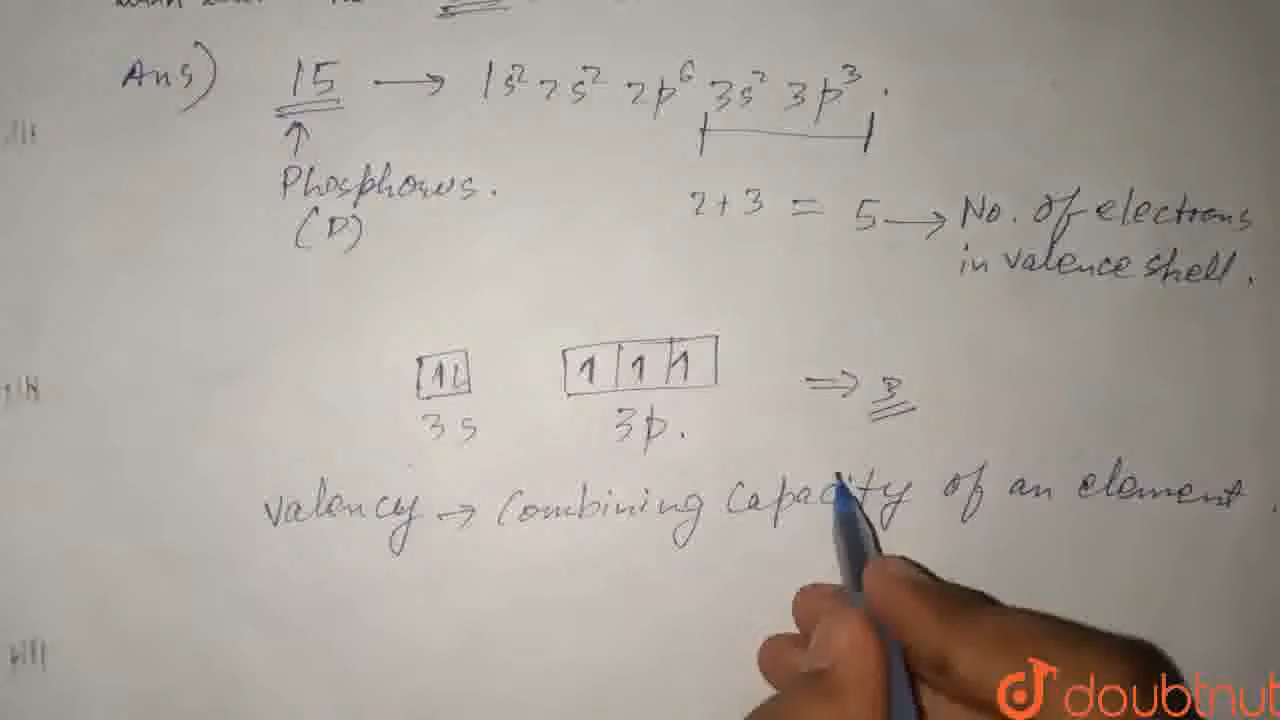 Ans) 15 → 1s² 2s² 2p⁶ 3s² 3p³.
↑
Phosphorus.
(P)
2+3 = 5 → No. of electrons
in valence shell.
1L 1 1 1 ⇒ 3
3s 3p.
Valency → Combining Capacity of an element.
doubtnut